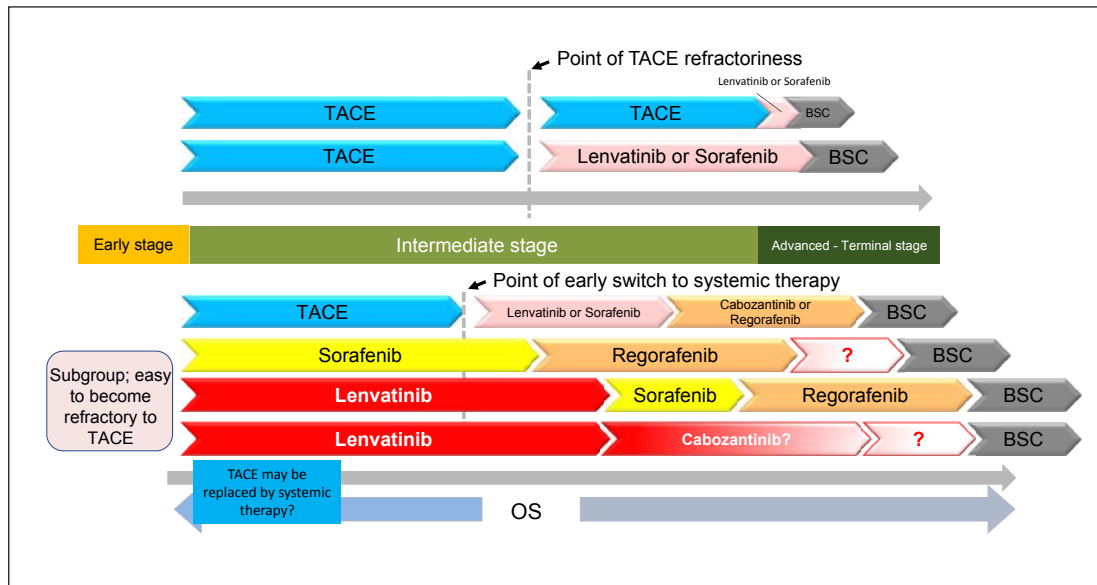 Point of TACE refractoriness
Lenvatinib or Sorafenib
TACE
TACE
BSC
TACE
Lenvatinib or Sorafenib
BSC
Early stage
Intermediate stage
Advanced - Terminal stage
Point of early switch to systemic therapy
TACE
Lenvatinib or Sorafenib
Cabozantinib or
Regorafenib
BSC
Sorafenib
Regorafenib
?
BSC
Subgroup; easy
to become
refractory to
TACE
Lenvatinib
Sorafenib
Regorafenib
BSC
Lenvatinib
Cabozantinib?
?
BSC
TACE may be
replaced by systemic
therapy?
OS